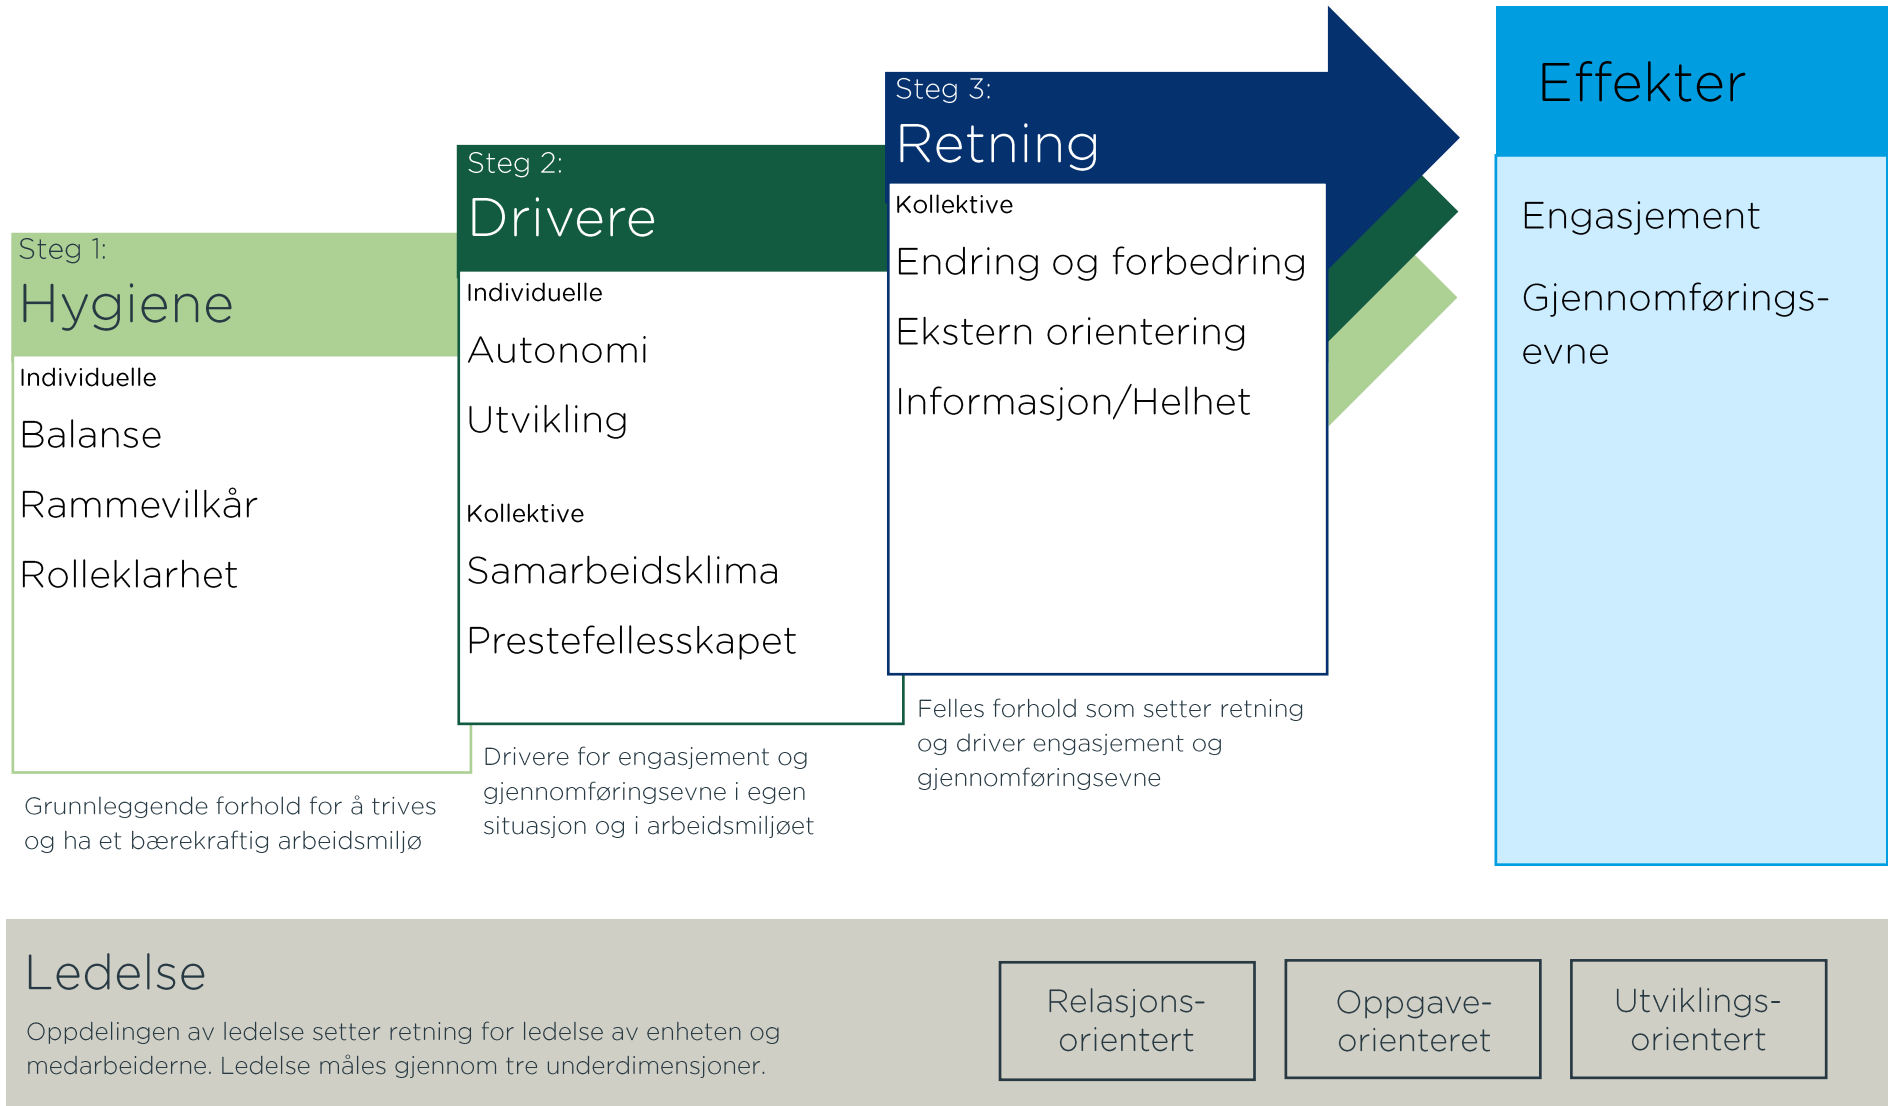 Steg 1:
Hygiene
Individuelle
Balanse
Rammevilkår
Rolleklarhet
Grunnleggende forhold for å trives
og ha et bærekraftig arbeidsmiljø
Steg 2:
Drivere
Individuelle
Autonomi
Utvikling
Kollektive
Samarbeidsklima
Prestefellesskapet
Drivere for engasjement og
gjennomføringsevne i egen
situasjon og i arbeidsmiljøet
Steg 3:
Retning
Kollektive
Endring og forbedring
Ekstern orientering
Informasjon/Helhet
Felles forhold som setter retning
og driver engasjement og
gjennomføringsevne
Effekter
Engasjement
Gjennomførings-
evne
Ledelse
Oppdelingen av ledelse setter retning for ledelse av enheten og
medarbeiderne. Ledelse måles gjennom tre underdimensjoner.
Relasjons-
orientert
Oppgave-
orienteret
Utviklings-
orientert